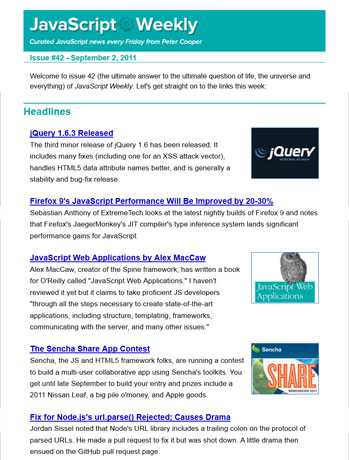 JavaScript @ Weekly
Curated JavaScript news every Friday from Peter Cooper
Issue #42 - September 2, 2011
Welcome to issue 42 (the ultimate answer to the ultimate question of life, the universe and
everything) of JavaScript Weekly. Let's get straight on to the links this week:
Headlines
jQuery 1.6.3 Released
The third minor release of jQuery 1.6 has been released. It
includes many fixes (including one for an XSS attack vector),
handles HTML5 data attribute names better, and is generally a
stability and bug-fix release.
jQuery
Firefox 9's JavaScript Performance Will Be Improved by 20-30%
Sebastian Anthony of ExtremeTech looks at the latest nightly builds of Firefox 9 and notes
that Firefox's JaegerMonkey's JIT compiler's type inference system lands significant
performance gains for JavaScript.
JavaScript Web Applications by Alex MacCaw
Alex MacCaw, creator of the Spine framework, has written a book
for O'Reilly called "JavaScript Web Applications." I haven't
reviewed it yet but it claims to take proficient JS developers
"through all the steps necessary to create state-of-the-art
applications, including structure, templating, frameworks,
communicating with the server, and many other issues."
JavaScript Web
Applications
The Sencha Share App Contest
Sencha, the JS and HTML5 framework folks, are running a contest
to build a multi-user collaborative app using Sencha's toolkits. You
get until late September to build your entry and prizes include a
2011 Nissan Leaf, a big pile o'money, and Apple goods.
Sencha
SHARE
Fix for Node.js's url.parse() Rejected; Causes Drama
Jordan Sissel noted that Node's URL library includes a trailing colon on the protocol of
parsed URLs. He made a pull request to fix it but was shot down. A little drama then
ensued on the GitHub pull request page.